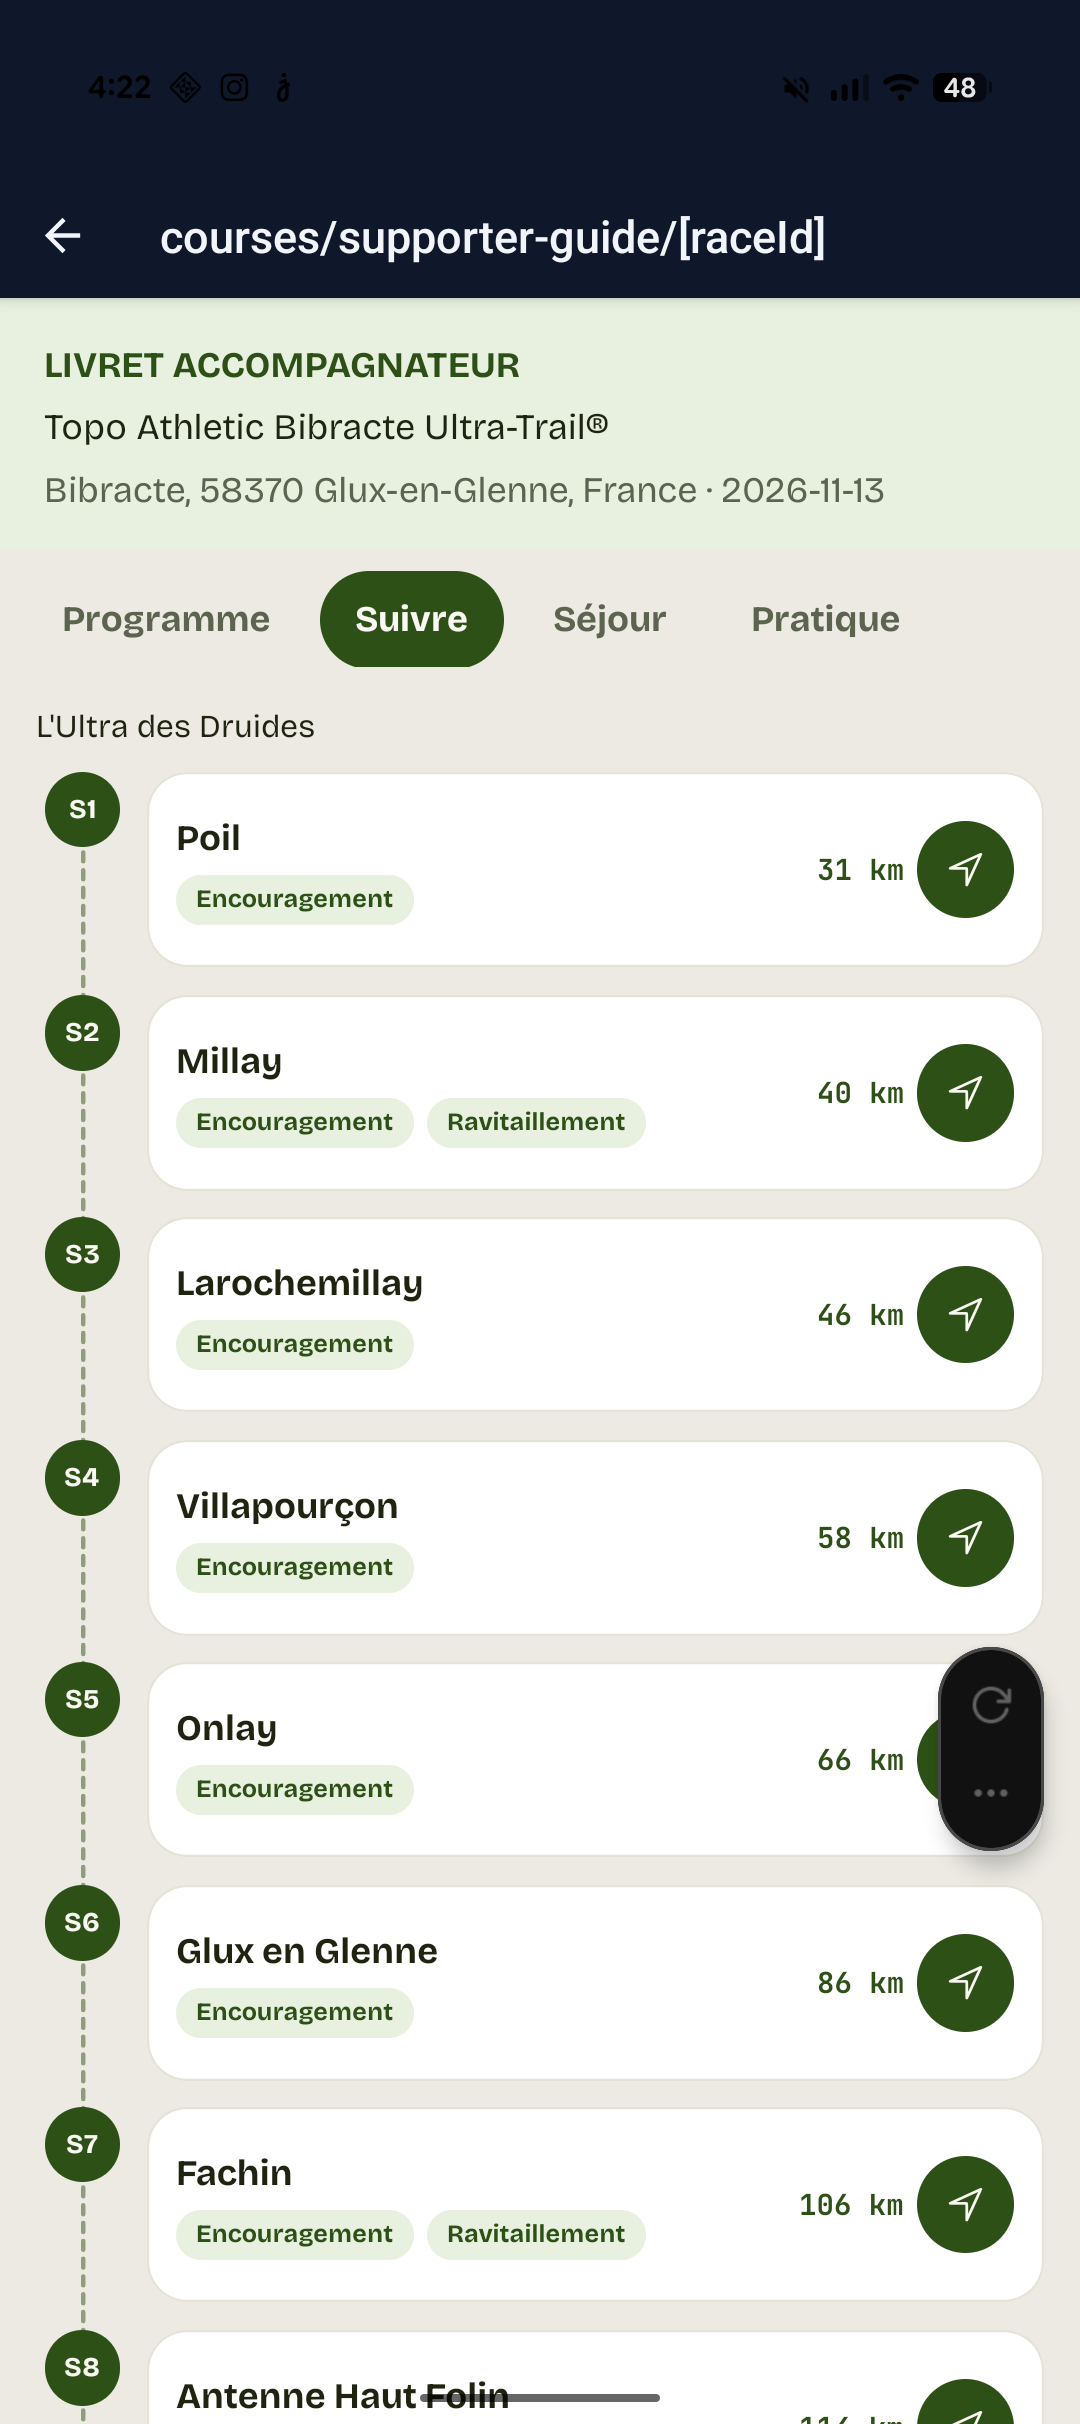 4:22
48
courses/supporter-guide/[raceId]
LIVRET ACCOMPAGNATEUR
Topo Athletic Bibracte Ultra-Trail®
Bibracte, 58370 Glux-en-Glenne, France · 2026-11-13
Programme Suivre Séjour Pratique
L'Ultra des Druides
S1
Poil
Encouragement
31 km
S2
Millay
Encouragement Ravitaillement
40 km
S3
Larochemillay
Encouragement
46 km
S4
Villapourçon
Encouragement
58 km
S5
Onlay
Encouragement
66 km
S6
Glux en Glenne
Encouragement
86 km
S7
Fachin
Encouragement Ravitaillement
106 km
S8
Antenne Haut Folin